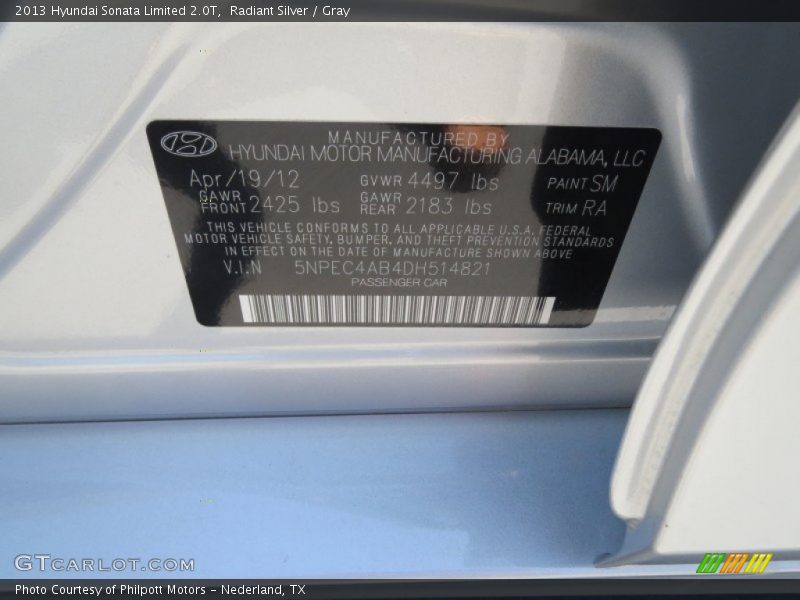 2013 Hyundai Sonata Limited 2.0T, Radiant Silver / Gray
MANUFACTURED BY
HYUNDAI MOTOR MANUFACTURING ALABAMA, LLC
Apr/19/12 GVWR 4497 lbs PAINT SM
GAWR FRONT 2425 lbs GAWR REAR 2183 lbs TRIM RA
THIS VEHICLE CONFORMS TO ALL APPLICABLE U.S.A. FEDERAL
MOTOR VEHICLE SAFETY, BUMPER, AND THEFT PREVENTION STANDARDS
IN EFFECT ON THE DATE OF MANUFACTURE SHOWN ABOVE
V.I.N 5NPEC4AB4DH514821
PASSENGER CAR
GTCARLOT.COM
Photo Courtesy of Philpott Motors - Nederland, TX